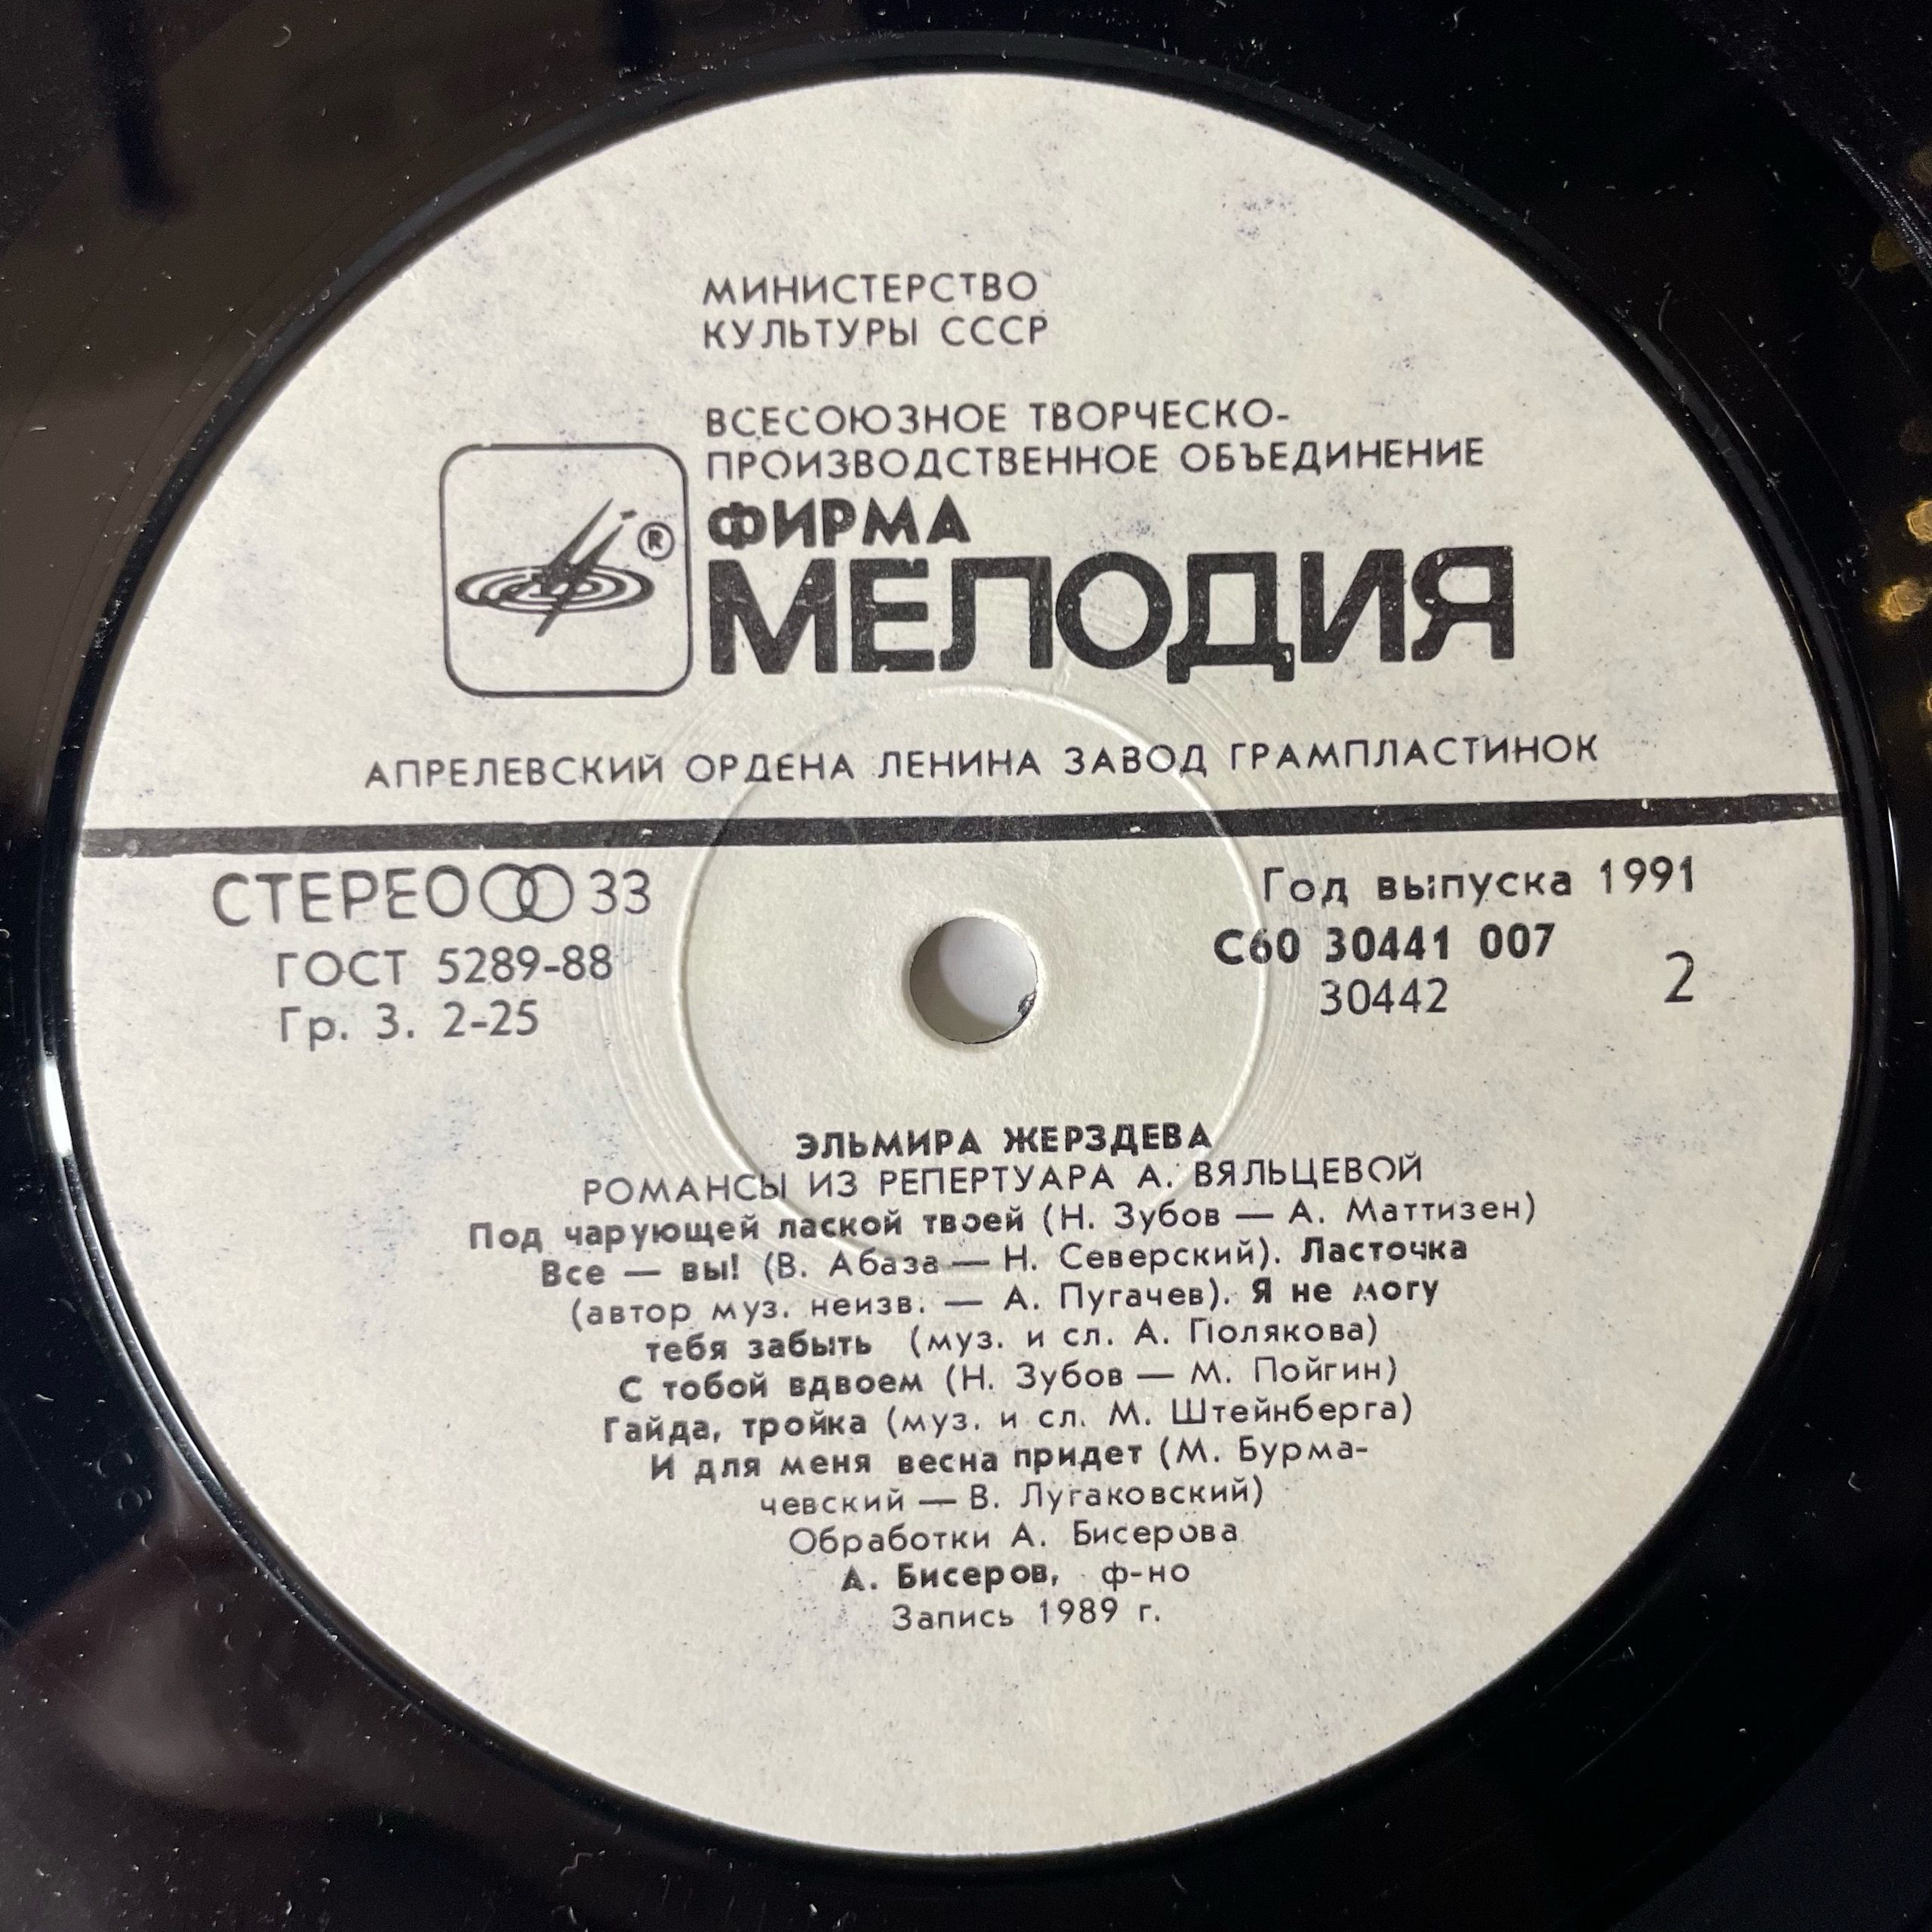 МИНИСТЕРСТВО
КУЛЬТУРЫ СССР
ВСЕСОЮЗНОЕ ТВОРЧЕСКО-
ПРОИЗВОДСТВЕННОЕ ОБЪЕДИНЕНИЕ
ФИРМА
®
МЕЛОДИЯ
АПРЕЛЕВСКИЙ ОРДЕНА ЛЕНИНА ЗАВОД ГРАМПЛАСТИНОК
СТЕРЕО 33
ГОСТ 5289-88
Гр. 3. 2-25
Год выпуска 1991
С60 30441 007
30442
2
ЭЛЬМИРА ЖЕРЗДЕВА
РОМАНСЫ ИЗ РЕПЕРТУАРА А. ВЯЛЬЦЕВОЙ
Под чарующей лаской твоей (Н. Зубов — А. Маттизен)
Все — вы! (В. Абаза — Н. Северский). Ласточка
(автор муз. неизв. — А. Пугачев). Я не могу
тебя забыть (муз. и сл. А. Полякова)
С тобой вдвоем (Н. Зубов — М. Пойгин)
Гайда, тройка (муз. и сл. М. Штейнберга)
И для меня весна придет (М. Бурма-
чевский — В. Лугаковский)
Обработки А. Бисерова
А. Бисеров, ф-но
Запись 1989 г.